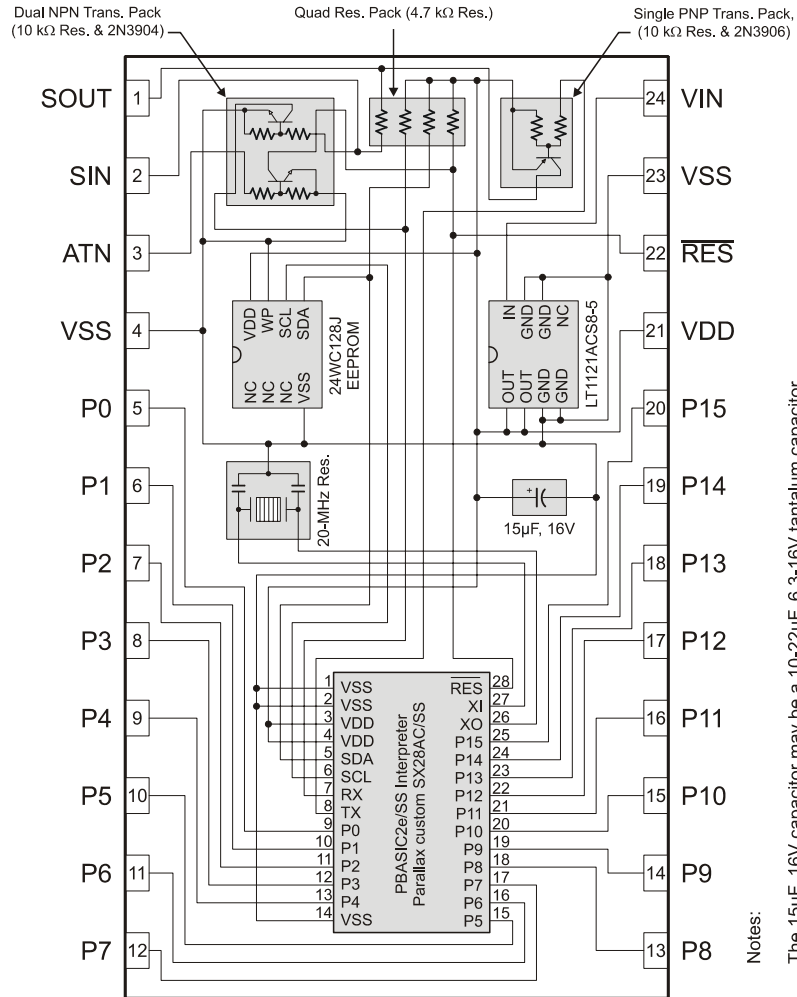 Dual NPN Trans. Pack
(10 kΩ Res. & 2N3904)
Quad Res. Pack (4.7 kΩ Res.)
Single PNP Trans. Pack,
(10 kΩ Res. & 2N3906)
SOUT 1
SIN 2
ATN 3
VSS 4
P0 5
P1 6
P2 7
P3 8
P4 9
P5 10
P6 11
P7 12
24 VIN
23 VSS
22 RES
21 VDD
20 P15
19 P14
18 P13
17 P12
16 P11
15 P10
14 P9
13 P8
VDD
WP
SCL
SDA
NC
NC
NC
VSS
24WC128J
EEPROM
IN
GND
GND
NC
OUT
OUT
GND
GND
LT1121ACS8-5
20-MHz Res.
+
15µF, 16V
1 VSS
2 VSS
3 VDD
4 VDD
5 SDA
6 SCL
7 RX
8 TX
9 P0
10 P1
11 P2
12 P3
13 P4
14 VSS
PBASIC2e/SS Interpreter
Parallax custom SX28AC/SS
RES 28
XI 27
XO 26
P15 25
P14 24
P13 23
P12 22
P11 21
P10 20
P9 19
P8 18
P7 17
P6 16
P5 15
Notes:
The 15µF, 16V capacitor may be a 10-22µF, 6.3-16V tantalum capacitor